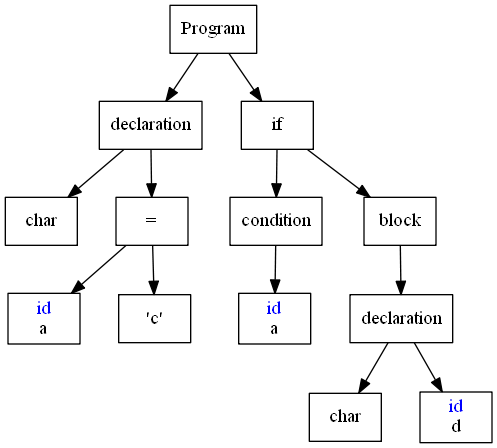 Program
declaration
if
char
=
condition
block
id
a
'c'
id
a
declaration
char
id
d